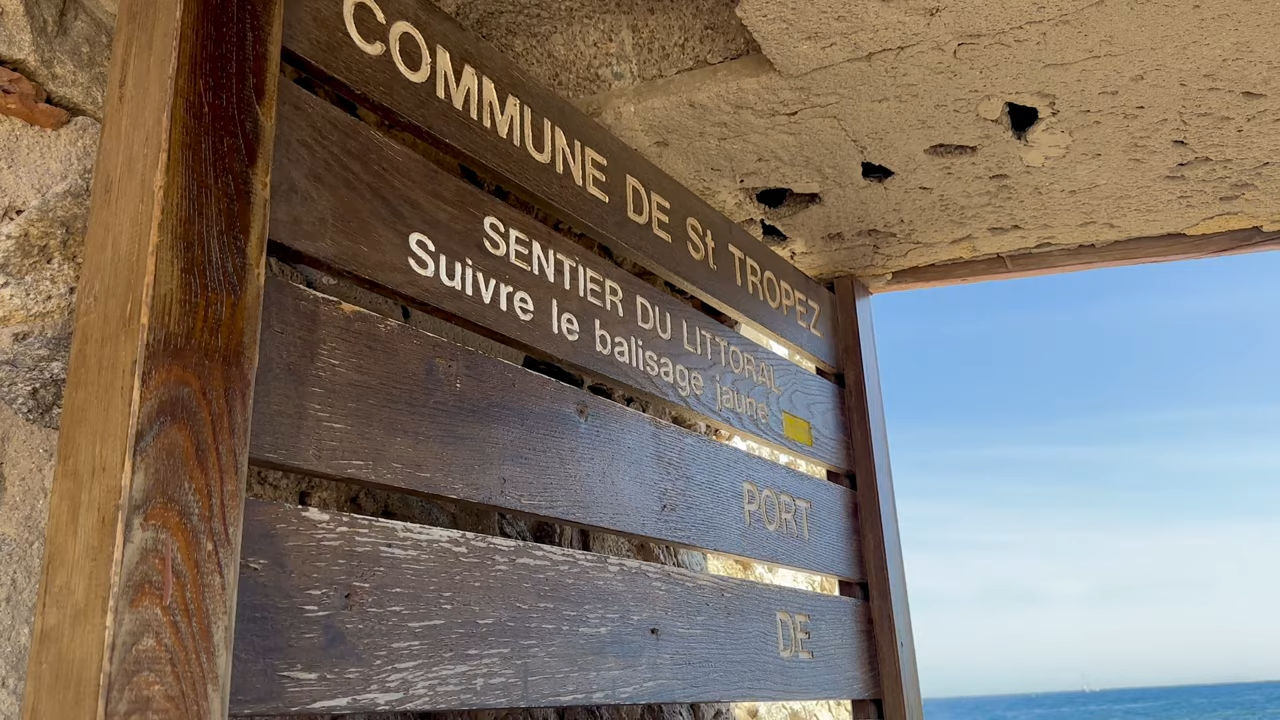 COMMUNE DE St TROPEZ
SENTIER DU LITTORAL
Suivre le balisage jaune
PORT
DE